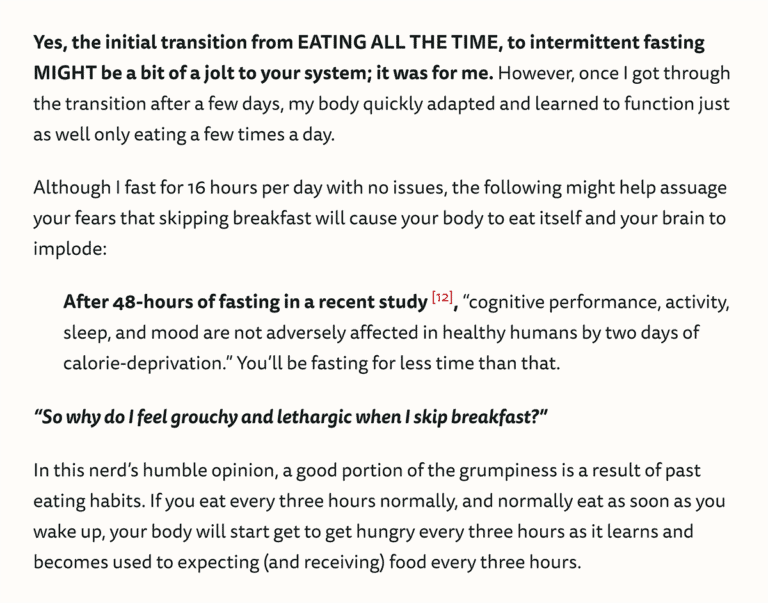 Yes, the initial transition from EATING ALL THE TIME, to intermittent fasting
MIGHT be a bit of a jolt to your system; it was for me. However, once I got through
the transition after a few days, my body quickly adapted and learned to function just
as well only eating a few times a day.
Although I fast for 16 hours per day with no issues, the following might help assuage
your fears that skipping breakfast will cause your body to eat itself and your brain to
implode:
After 48-hours of fasting in a recent study [12], “cognitive performance, activity,
sleep, and mood are not adversely affected in healthy humans by two days of
calorie-deprivation.” You’ll be fasting for less time than that.
“So why do I feel grouchy and lethargic when I skip breakfast?”
In this nerd’s humble opinion, a good portion of the grumpiness is a result of past
eating habits. If you eat every three hours normally, and normally eat as soon as you
wake up, your body will start get to get hungry every three hours as it learns and
becomes used to expecting (and receiving) food every three hours.